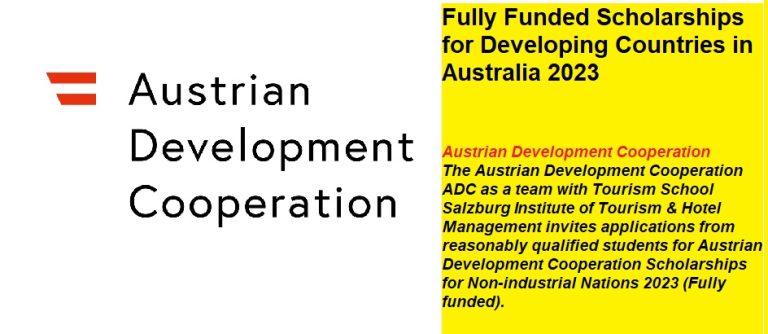 Austrian
Development
Cooperation
Fully Funded Scholarships
for Developing Countries in
Australia 2023
Austrian Development Cooperation
The Austrian Development Cooperation
ADC as a team with Tourism School
Salzburg Institute of Tourism & Hotel
Management invites applications from
reasonably qualified students for Austrian
Development Cooperation Scholarships
for Non-industrial Nations 2023 (Fully
funded).